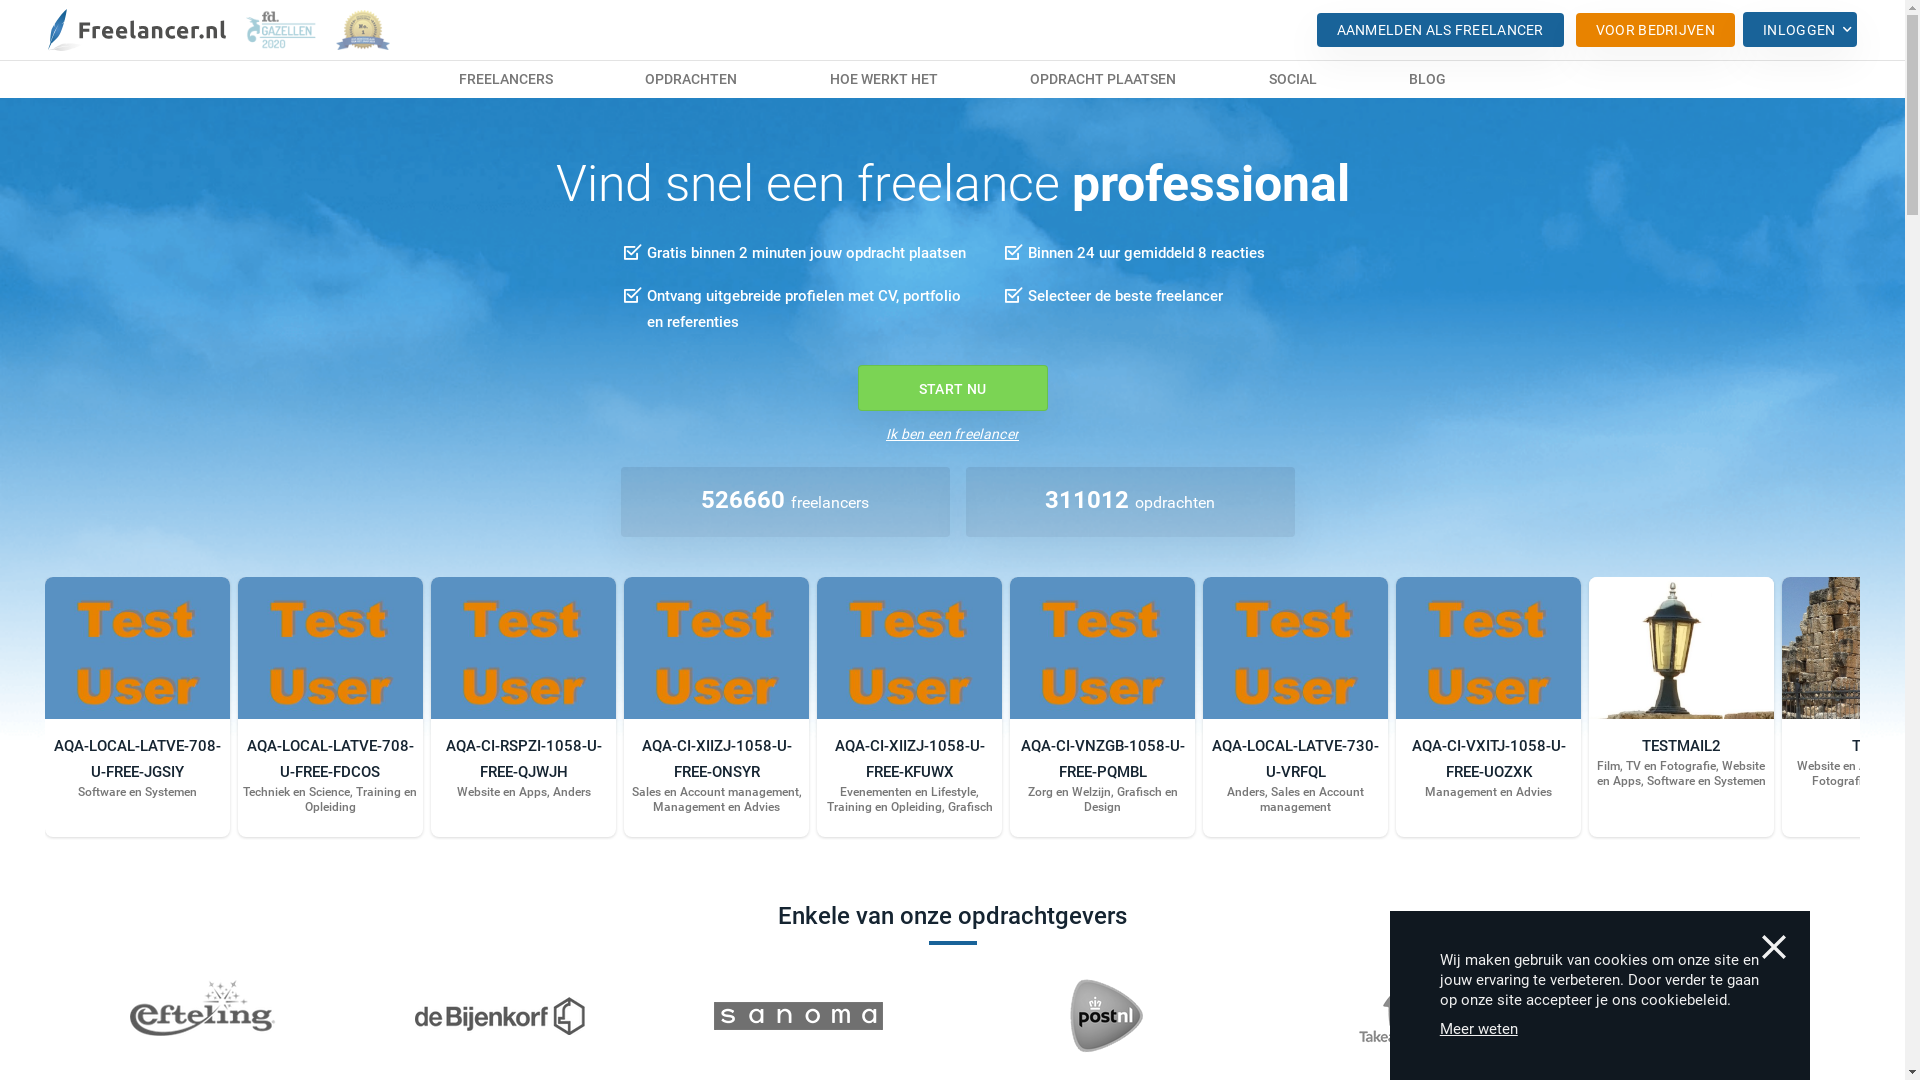 Freelancer.nl
fd.
GAZELLEN
2020
AANMELDEN ALS FREELANCER
VOOR BEDRIJVEN
INLOGGEN
FREELANCERS
OPDRACHTEN
HOE WERKT HET
OPDRACHT PLAATSEN
SOCIAL
BLOG
Vind snel een freelance professional
Gratis binnen 2 minuten jouw opdracht plaatsen
Binnen 24 uur gemiddeld 8 reacties
Ontvang uitgebreide profielen met CV, portfolio
en referenties
Selecteer de beste freelancer
START NU
Ik ben een freelancer
526660 freelancers
311012 opdrachten
Test
User
AQA-LOCAL-LATVE-708-
U-FREE-JGSIY
Software en Systemen
Test
User
AQA-LOCAL-LATVE-708-
U-FREE-FDCOS
Techniek en Science, Training en
Opleiding
Test
User
AQA-CI-RSPZI-1058-U-
FREE-QJWJH
Website en Apps, Anders
Test
User
AQA-CI-XIIZJ-1058-U-
FREE-ONSYR
Sales en Account management,
Management en Advies
Test
User
AQA-CI-XIIZJ-1058-U-
FREE-KFUWX
Evenementen en Lifestyle,
Training en Opleiding, Grafisch
Test
User
AQA-CI-VNZGB-1058-U-
FREE-PQMBL
Zorg en Welzijn, Grafisch en
Design
Test
User
AQA-LOCAL-LATVE-730-
U-VRFQL
Anders, Sales en Account
management
Test
User
AQA-CI-VXITJ-1058-U-
FREE-UOZXK
Management en Advies
TESTMAIL2
Film, TV en Fotografie, Website
en Apps, Software en Systemen
T
Website en
Fotografi
Enkele van onze opdrachtgevers
efteling
de Bijenkorf
sanoma
postnl
Takea
Wij maken gebruik van cookies om onze site en
jouw ervaring te verbeteren. Door verder te gaan
op onze site accepteer je ons cookiebeleid.
Meer weten